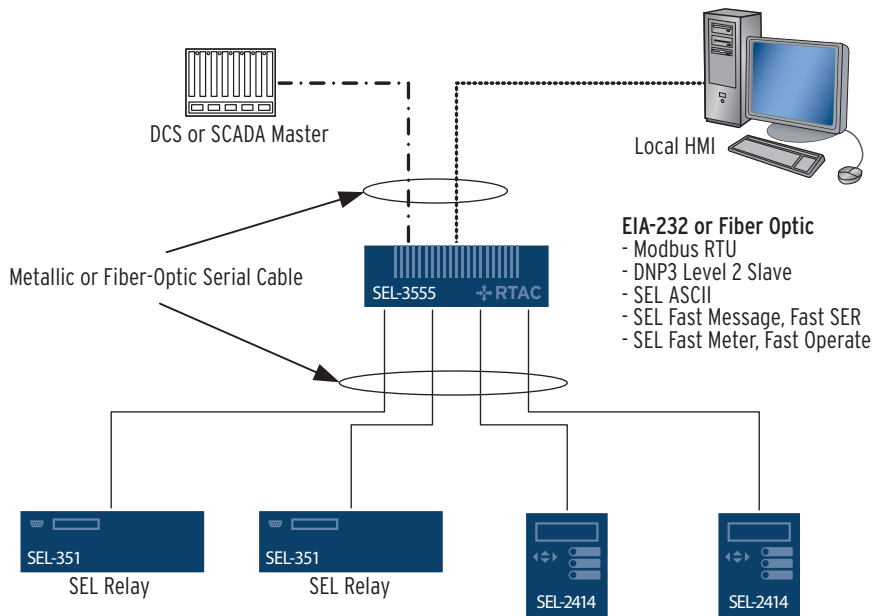 DCS or SCADA Master
Local HMI
EIA-232 or Fiber Optic
- Modbus RTU
- DNP3 Level 2 Slave
- SEL ASCII
- SEL Fast Message, Fast SER
- SEL Fast Meter, Fast Operate
Metallic or Fiber-Optic Serial Cable
SEL-3555 RTAC
SEL-351
SEL Relay
SEL-351
SEL Relay
SEL-2414
SEL-2414